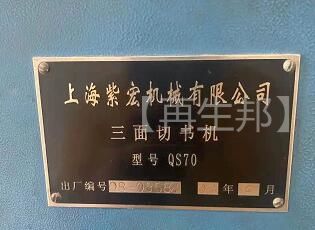 上海紫宏机械有限公司
【再生邦】
三面切书机
型号 QS70
出厂编号 年 月